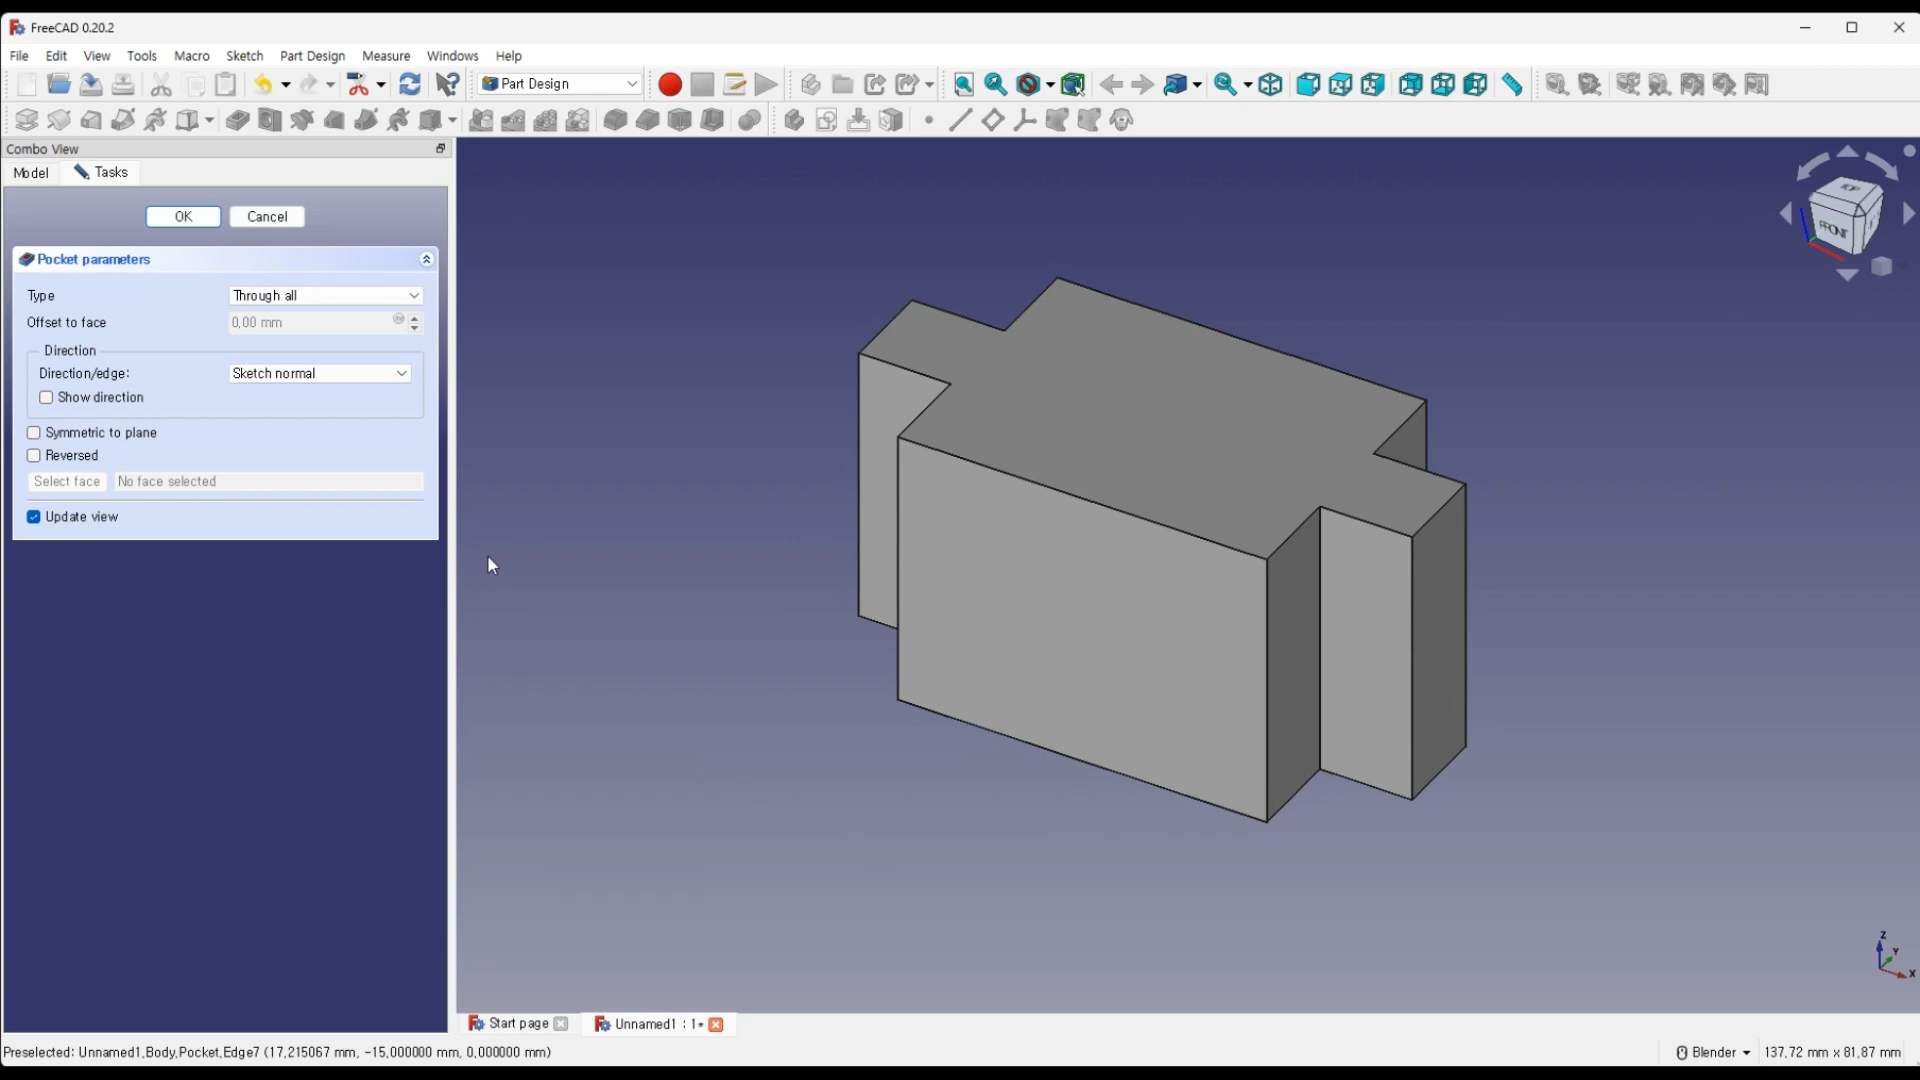 FreeCAD 0.20.2
File Edit View Tools Macro Sketch Part Design Measure Windows Help
Part Design
Combo View
Model Tasks
OK Cancel
Pocket parameters
Type Through all
Offset to face 0,00 mm
Direction
Direction/edge: Sketch normal
Show direction
Symmetric to plane
Reversed
Select face No face selected
Update view
TOP
FRONT
Z
Y
X
Start page Unnamed1 : 1*
Preselected: Unnamed1,Body,Pocket,Edge7 (17,215067 mm, -15,000000 mm, 0,000000 mm) Blender 137,72 mm x 81,87 mm